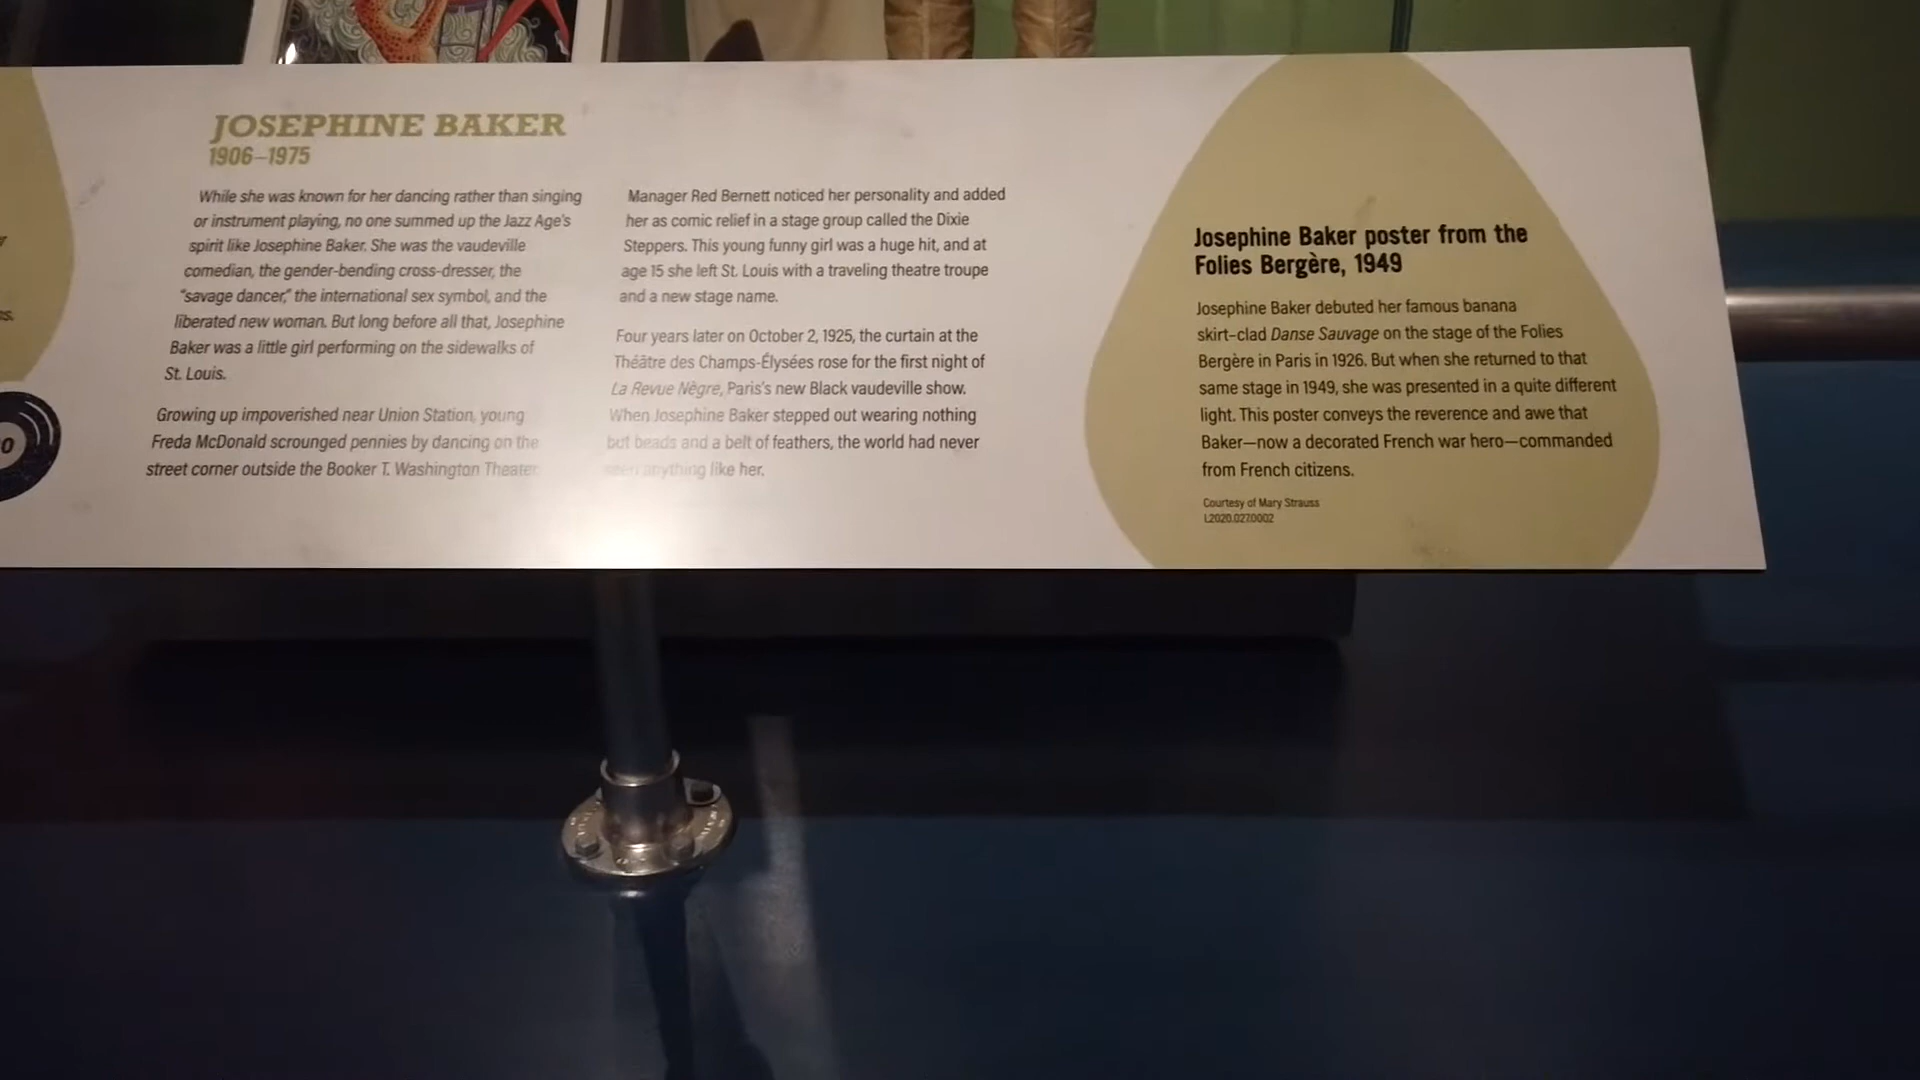 JOSEPHINE BAKER
1906–1975
While she was known for her dancing rather than singing
or instrument playing, no one summed up the Jazz Age's
spirit like Josephine Baker. She was the vaudeville
comedian, the gender-bending cross-dresser, the
"savage dancer," the international sex symbol, and the
liberated new woman. But long before all that, Josephine
Baker was a little girl performing on the sidewalks of
St. Louis.
Growing up impoverished near Union Station, young
Freda McDonald scrounged pennies by dancing on the
street corner outside the Booker T. Washington Theater.
Manager Red Bernett noticed her personality and added
her as comic relief in a stage group called the Dixie
Steppers. This young funny girl was a huge hit, and at
age 15 she left St. Louis with a traveling theatre troupe
and a new stage name.
Four years later on October 2, 1925, the curtain at the
Théâtre des Champs-Élysées rose for the first night of
La Revue Nègre, Paris's new Black vaudeville show.
When Josephine Baker stepped out wearing nothing
but beads and a belt of feathers, the world had never
seen anything like her.
Josephine Baker poster from the
Folies Bergère, 1949
Josephine Baker debuted her famous banana
skirt-clad Danse Sauvage on the stage of the Folies
Bergère in Paris in 1926. But when she returned to that
same stage in 1949, she was presented in a quite different
light. This poster conveys the reverence and awe that
Baker—now a decorated French war hero—commanded
from French citizens.
Courtesy of Mary Strauss
L2020.0270002